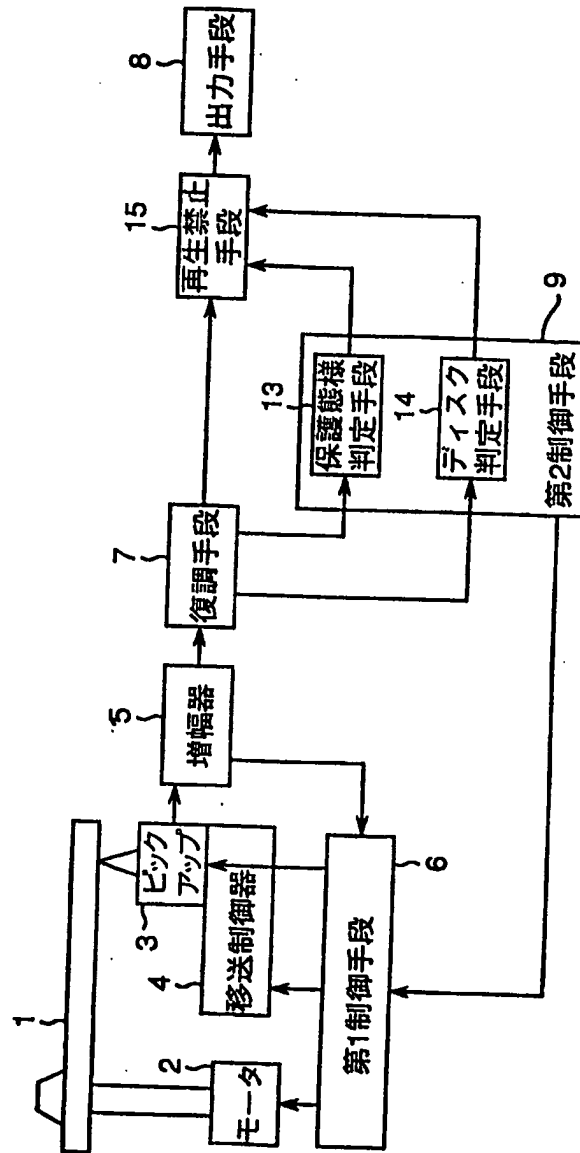 1
2
モータ
3
ピック
アップ
4
移送制御器
5
増幅器
第1制御手段
6
7
復調手段
13
保護態様
判定手段
14
ディスク
判定手段
第2制御手段
9
15
再生禁止
手段
8
出力手段